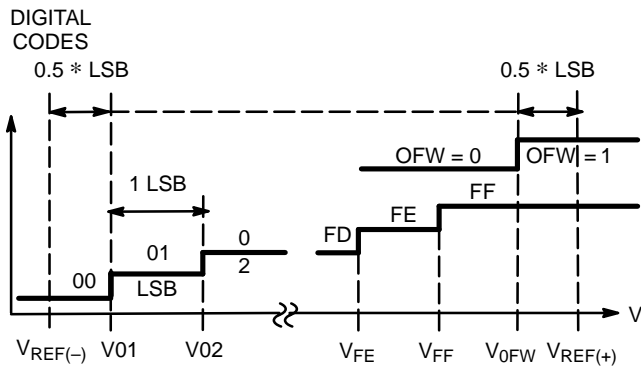 DIGITAL
CODES
0.5 * LSB
0.5 * LSB
OFW = 0
OFW = 1
1 LSB
FF
FE
FD
0
2
01
00
LSB
V
VREF(–)
V01
V02
VFE
VFF
V0FW
VREF(+)